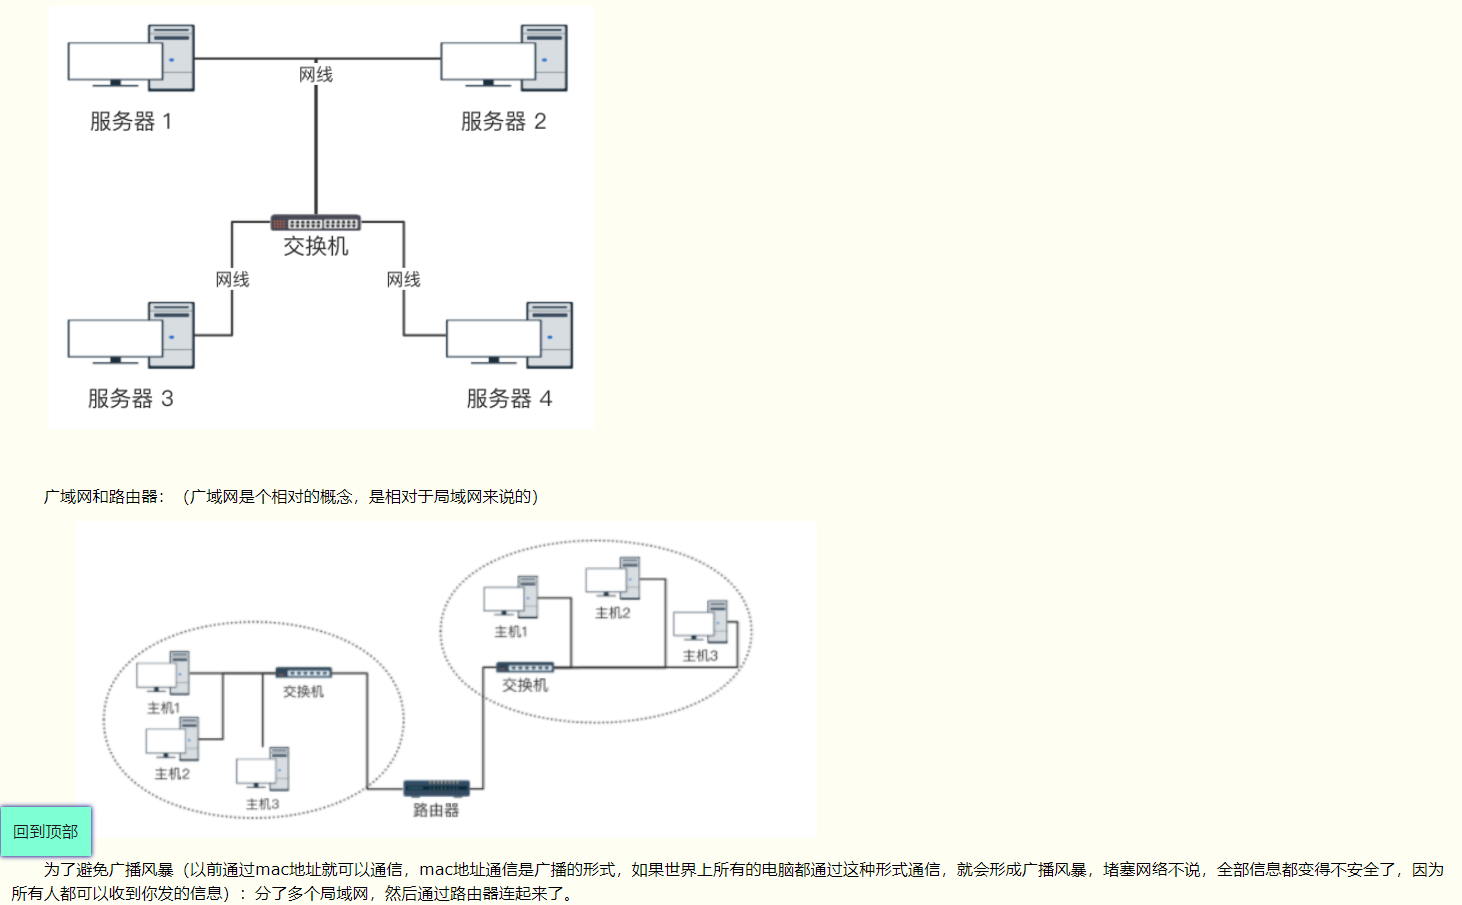 网线
服务器 1
服务器 2
交换机
网线
网线
服务器 3
服务器 4
广域网和路由器：（广域网是个相对的概念，是相对于局域网来说的）
主机2
主机1
主机3
交换机
交换机
主机1
主机2
主机3
路由器
回到顶部
为了避免广播风暴（以前通过mac地址就可以通信，mac地址通信是广播的形式，如果世界上所有的电脑都通过这种形式通信，就会形成广播风暴，堵塞网络不说，全部信息都变得不安全了，因为
所有人都可以收到你发的信息）：分了多个局域网，然后通过路由器连起来了。